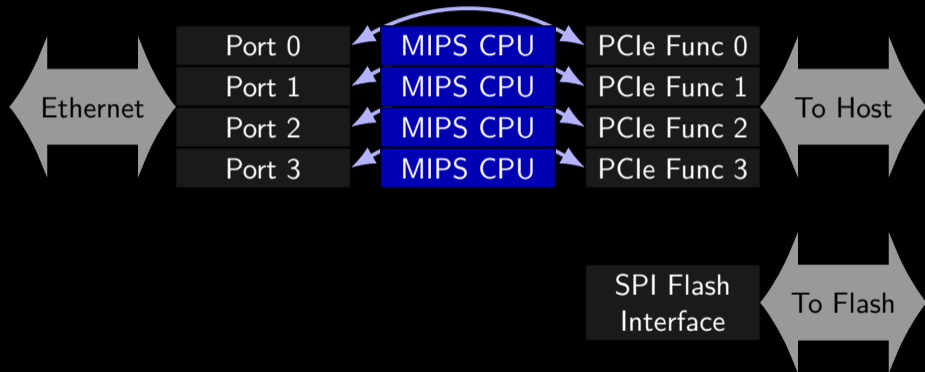 Ethernet
Port 0
Port 1
Port 2
Port 3
MIPS CPU
MIPS CPU
MIPS CPU
MIPS CPU
PCIe Func 0
PCIe Func 1
PCIe Func 2
PCIe Func 3
To Host
SPI Flash
Interface
To Flash